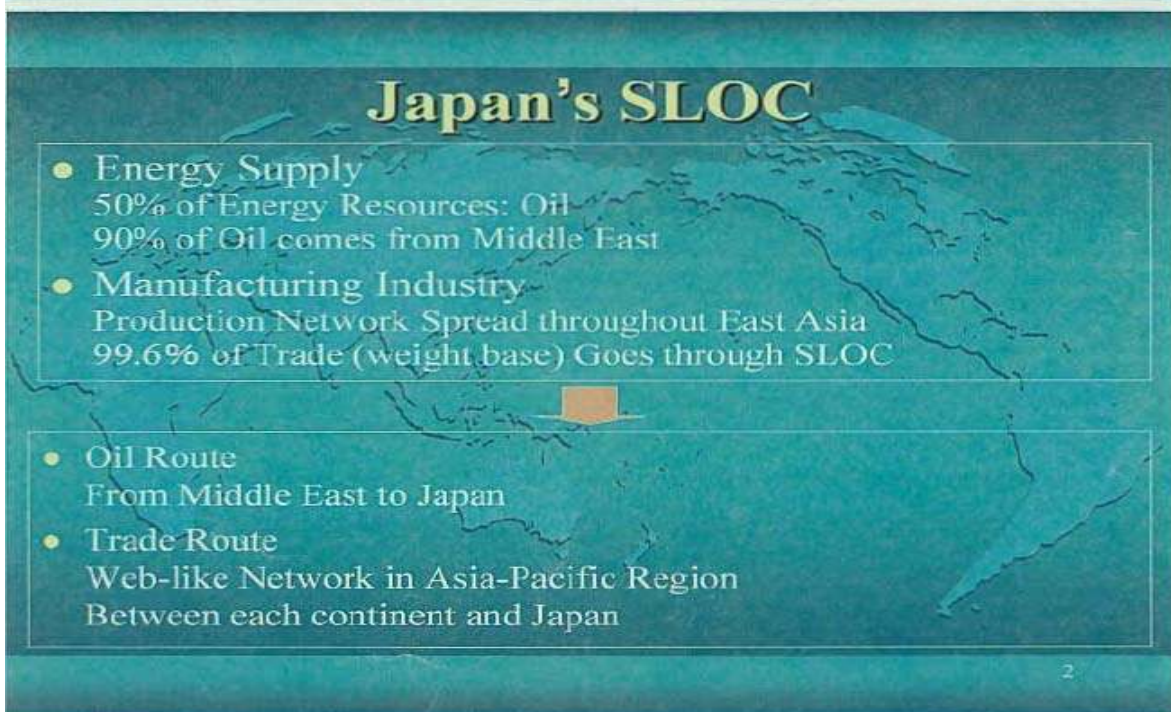 Japan's SLOC
● Energy Supply
50% of Energy Resources: Oil
90% of Oil comes from Middle East
● Manufacturing Industry
Production Network Spread throughout East Asia
99.6% of Trade (weight base) Goes through SLOC
● Oil Route
From Middle East to Japan
● Trade Route
Web-like Network in Asia-Pacific Region
Between each continent and Japan
2